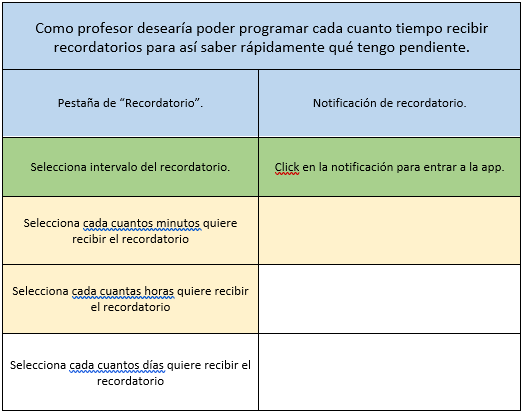 Como profesor desearía poder programar cada cuanto tiempo recibir
recordatorios para así saber rápidamente qué tengo pendiente.
Pestaña de “Recordatorio”.
Notificación de recordatorio.
Selecciona intervalo del recordatorio.
Click en la notificación para entrar a la app.
Selecciona cada cuantos minutos quiere
recibir el recordatorio
Selecciona cada cuantas horas quiere recibir
el recordatorio
Selecciona cada cuantos días quiere recibir el
recordatorio